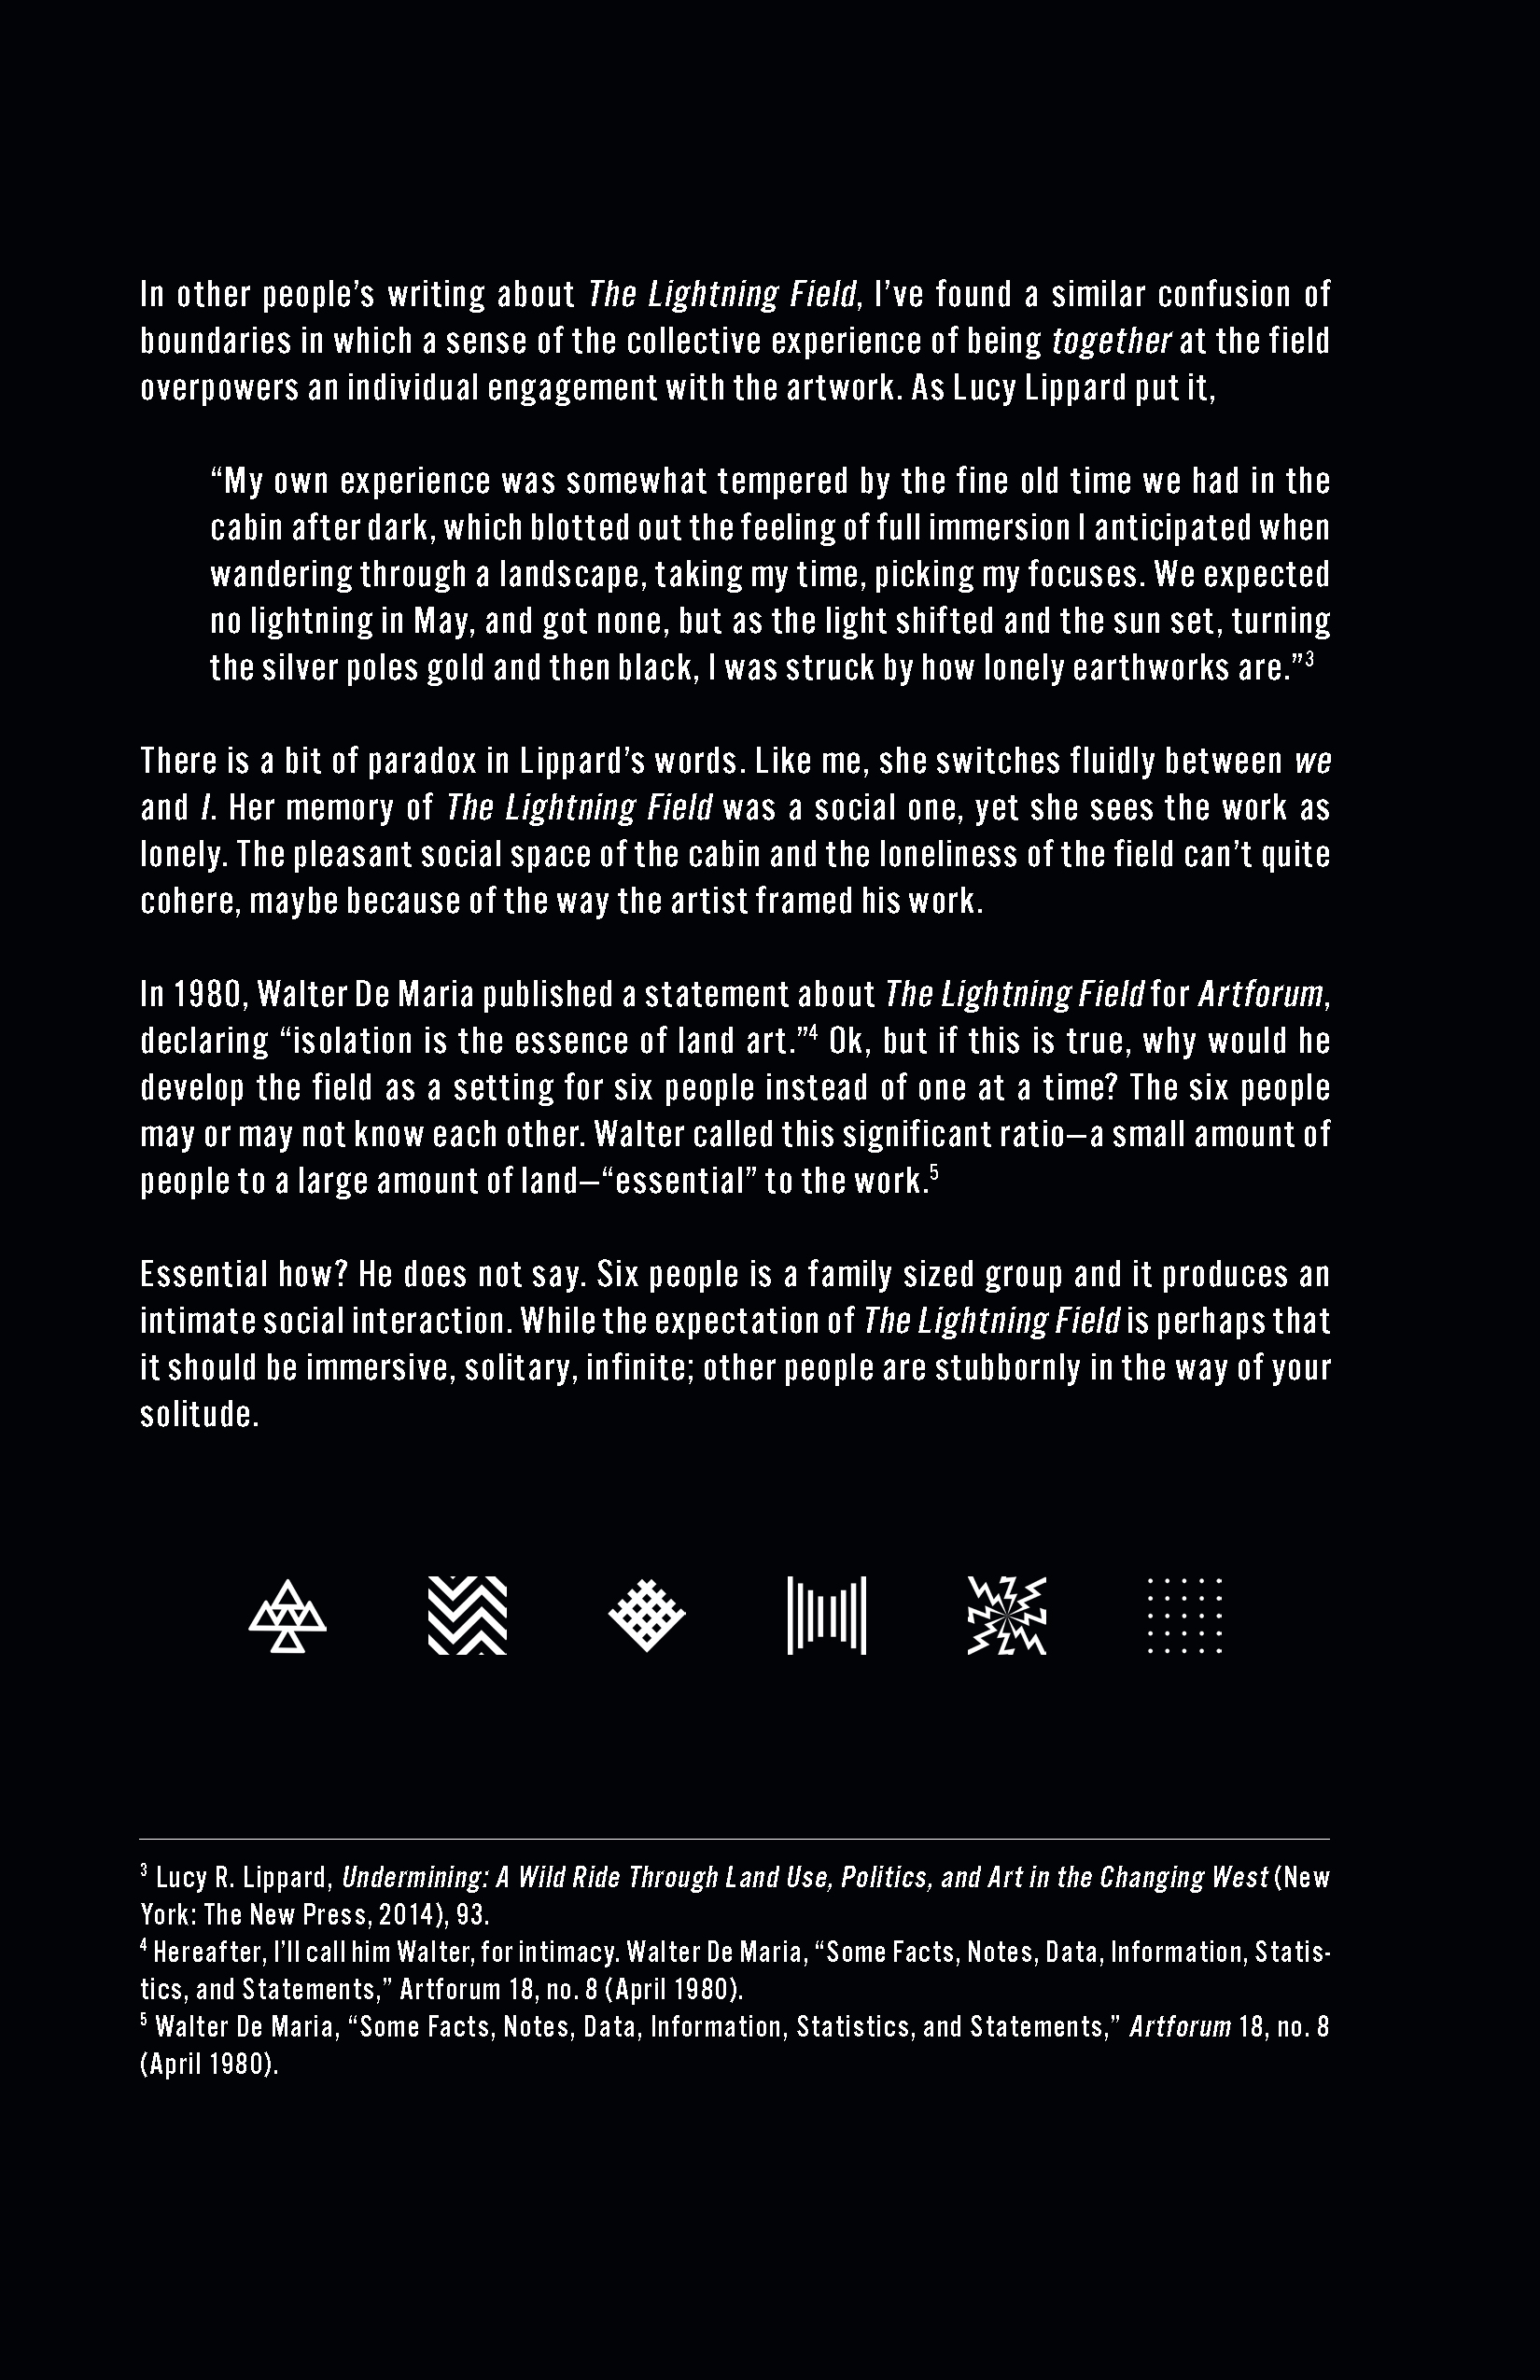 In other people’s writing about The Lightning Field, I’ve found a similar confusion of
boundaries in which a sense of the collective experience of being together at the field
overpowers an individual engagement with the artwork. As Lucy Lippard put it,
“My own experience was somewhat tempered by the fine old time we had in the
cabin after dark, which blotted out the feeling of full immersion I anticipated when
wandering through a landscape, taking my time, picking my focuses. We expected
no lightning in May, and got none, but as the light shifted and the sun set, turning
the silver poles gold and then black, I was struck by how lonely earthworks are.”3
There is a bit of paradox in Lippard’s words. Like me, she switches fluidly between we
and I. Her memory of The Lightning Field was a social one, yet she sees the work as
lonely. The pleasant social space of the cabin and the loneliness of the field can’t quite
cohere, maybe because of the way the artist framed his work.
In 1980, Walter De Maria published a statement about The Lightning Field for Artforum,
declaring “isolation is the essence of land art.”4 Ok, but if this is true, why would he
develop the field as a setting for six people instead of one at a time? The six people
may or may not know each other. Walter called this significant ratio—a small amount of
people to a large amount of land—“essential” to the work.5
Essential how? He does not say. Six people is a family sized group and it produces an
intimate social interaction. While the expectation of The Lightning Field is perhaps that
it should be immersive, solitary, infinite; other people are stubbornly in the way of your
solitude.
3 Lucy R. Lippard, Undermining: A Wild Ride Through Land Use, Politics, and Art in the Changing West (New
York: The New Press, 2014), 93.
4 Hereafter, I’ll call him Walter, for intimacy. Walter De Maria, “Some Facts, Notes, Data, Information, Statis-
tics, and Statements,” Artforum 18, no. 8 (April 1980).
5 Walter De Maria, “Some Facts, Notes, Data, Information, Statistics, and Statements,” Artforum 18, no. 8
(April 1980).